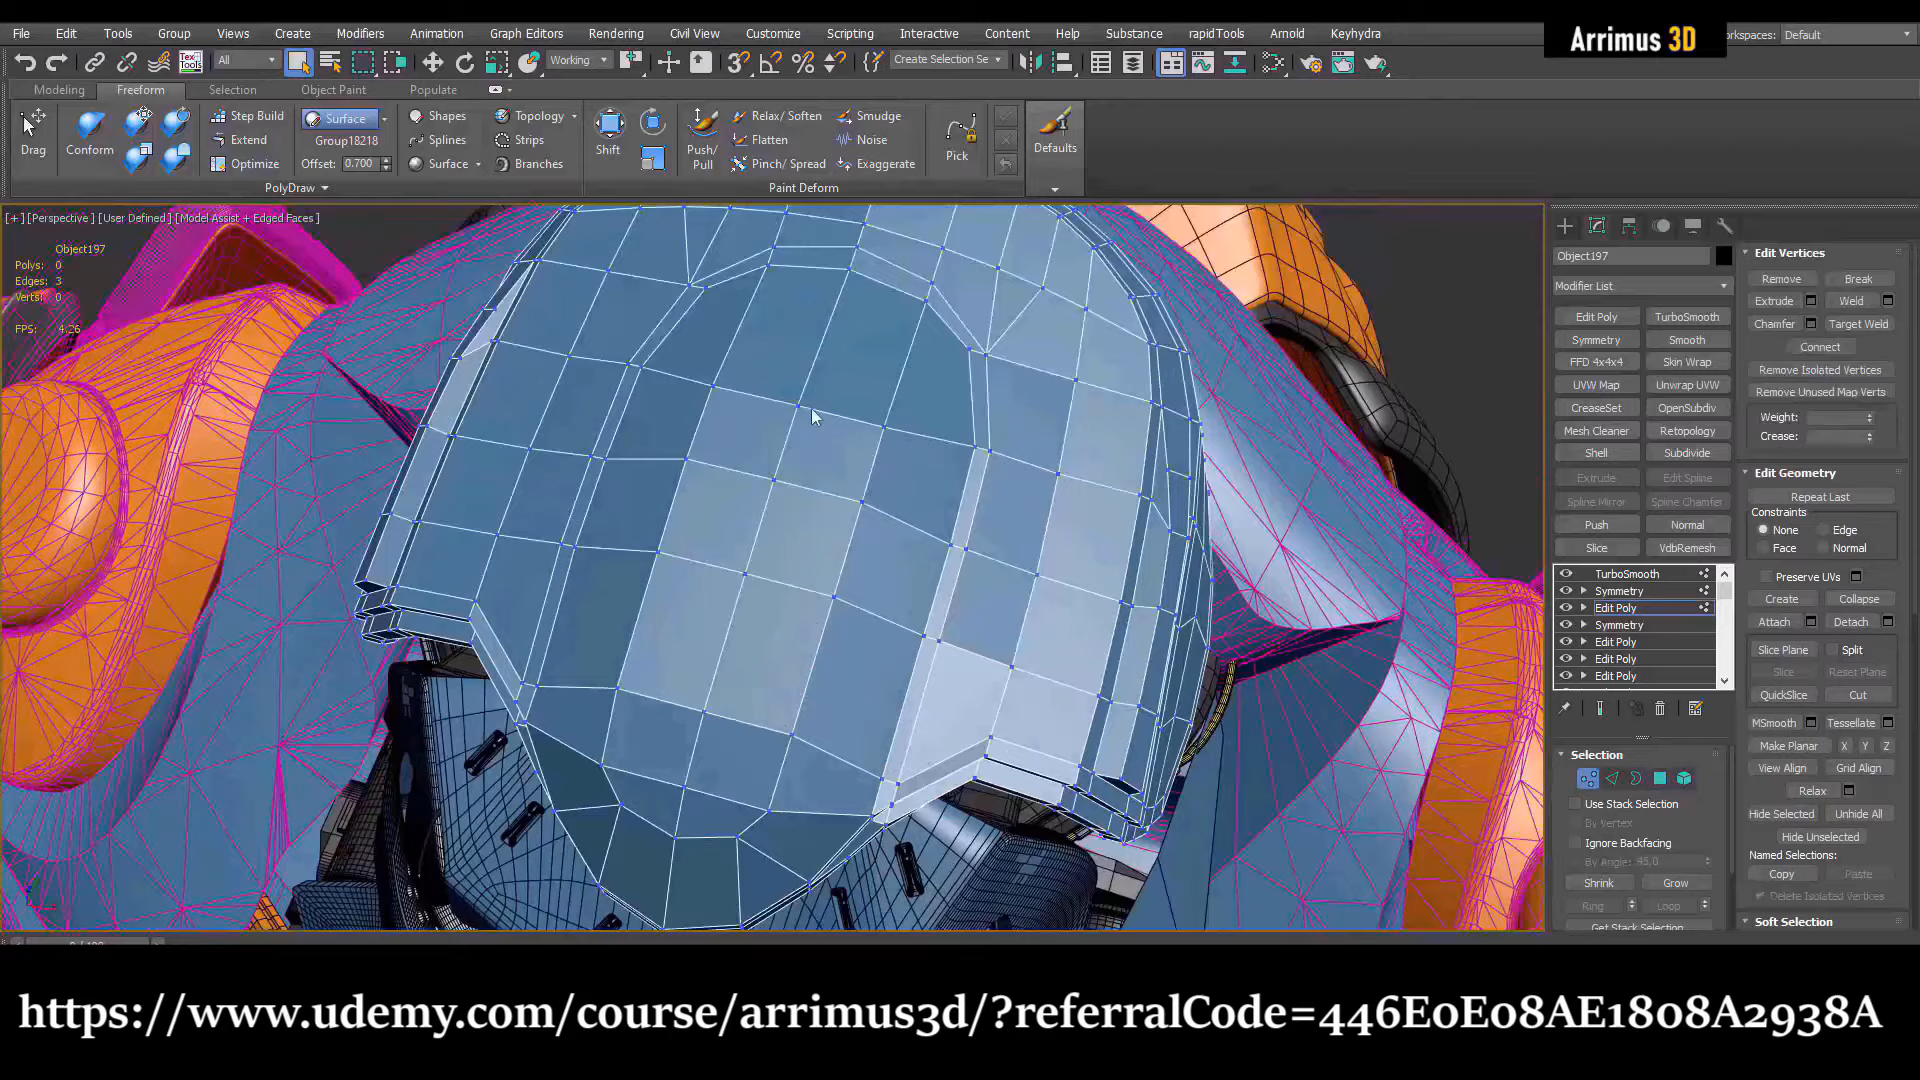 File Edit Tools Group Views Create Modifiers Animation Graph Editors Rendering Civil View Customize Scripting Interactive Content Help Substance rapidTools Arnold Keyhydra
Arrimus 3D
Workspaces: Default
All Working Create Selection Se
Modeling Freeform Selection Object Paint Populate
Drag
Conform
Step Build
Extend
Optimize
Surface
Group18218
Offset: 0.700
Shapes
Splines
Surface
Topology
Strips
Branches
Shift
Push/
Pull
Relax/ Soften
Flatten
Pinch/ Spread
Smudge
Noise
Exaggerate
Pick
Defaults
PolyDraw
Paint Deform
[+] [Perspective ] [User Defined ] [Model Assist + Edged Faces ]
Object197
Polys: 0
Edges: 3
Verts: 0
FPS: 4.26
Object197
Modifier List
Edit Poly TurboSmooth
Symmetry Smooth
FFD 4x4x4 Skin Wrap
UVW Map Unwrap UVW
CreaseSet OpenSubdiv
Mesh Cleaner Retopology
Shell Subdivide
Extrude Edit Spline
Spline Mirror Spline Chamfer
Push Normal
Slice VdbRemesh
TurboSmooth
Symmetry
Edit Poly
Symmetry
Edit Poly
Edit Poly
Edit Poly
Selection
Use Stack Selection
By Vertex
Ignore Backfacing
By Angle: 45.0
Shrink Grow
Ring Loop
Get Stack Selection
Edit Vertices
Remove Break
Extrude Weld
Chamfer Target Weld
Connect
Remove Isolated Vertices
Remove Unused Map Verts
Weight:
Crease:
Edit Geometry
Repeat Last
Constraints
None Edge
Face Normal
Preserve UVs
Create Collapse
Attach Detach
Slice Plane Split
Slice Reset Plane
QuickSlice Cut
MSmooth Tessellate
Make Planar X Y Z
View Align Grid Align
Relax
Hide Selected Unhide All
Hide Unselected
Named Selections:
Copy Paste
Delete Isolated Vertices
Soft Selection
https://www.udemy.com/course/arrimus3d/?referralCode=446E0E08AE1808A2938A